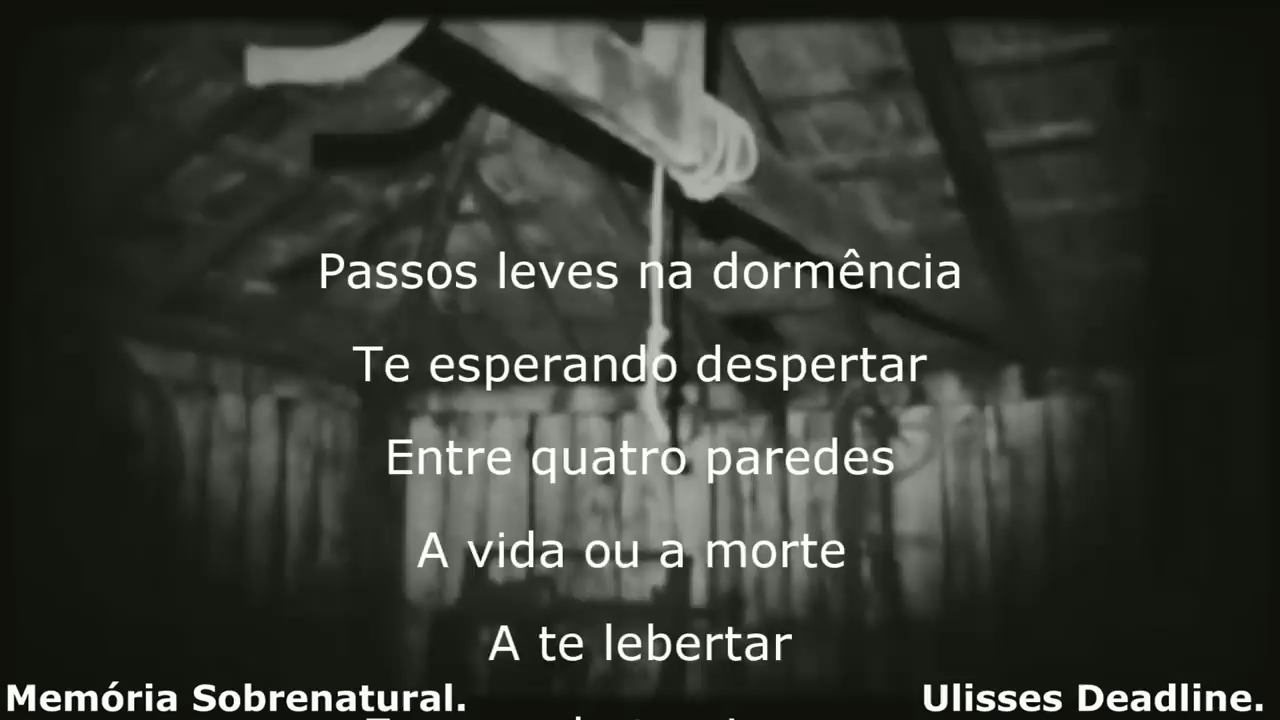 Passos leves na dormência
Te esperando despertar
Entre quatro paredes
A vida ou a morte
A te lebertar
Memória Sobrenatural.
Ulisses Deadline.